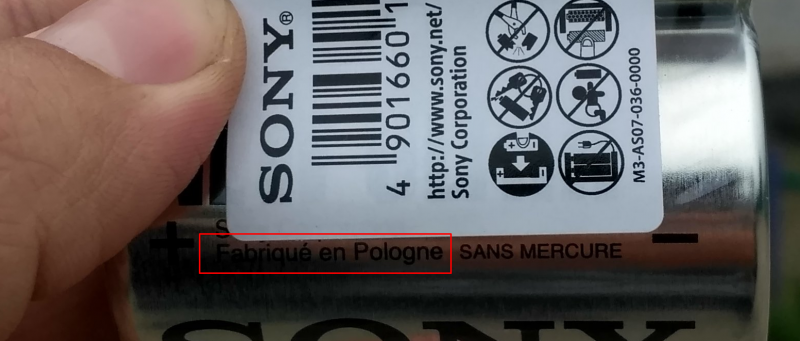 SONY®
4 901660 1
http://www.sony.net/
Sony Corporation
M3-AS07-036-0000
+
Fabriqué en Pologne SANS MERCURE
−
SONY